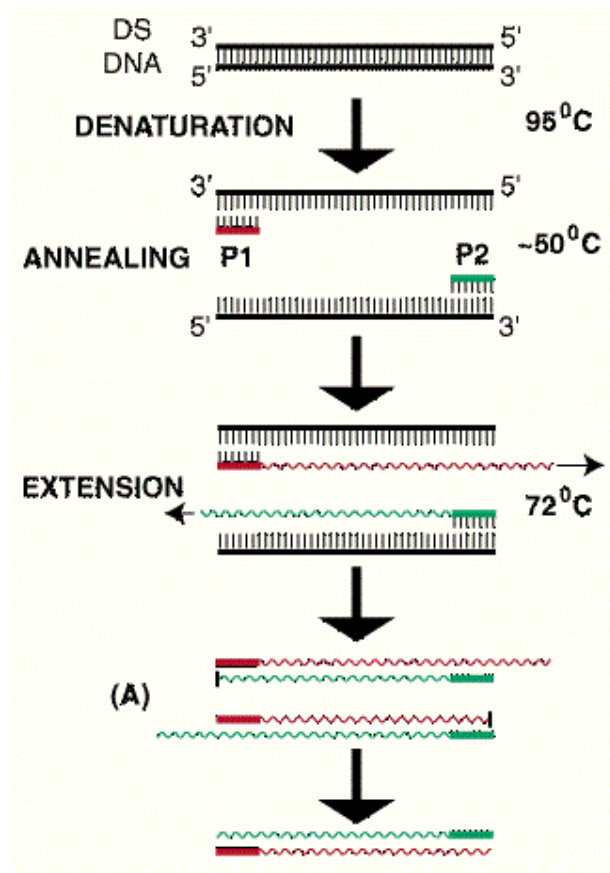 DS 3' 5'
DNA 5' 3'
DENATURATION 95⁰C
3' 5'
ANNEALING P1 P2 ~50⁰C
5' 3'
EXTENSION 72⁰C
(A)